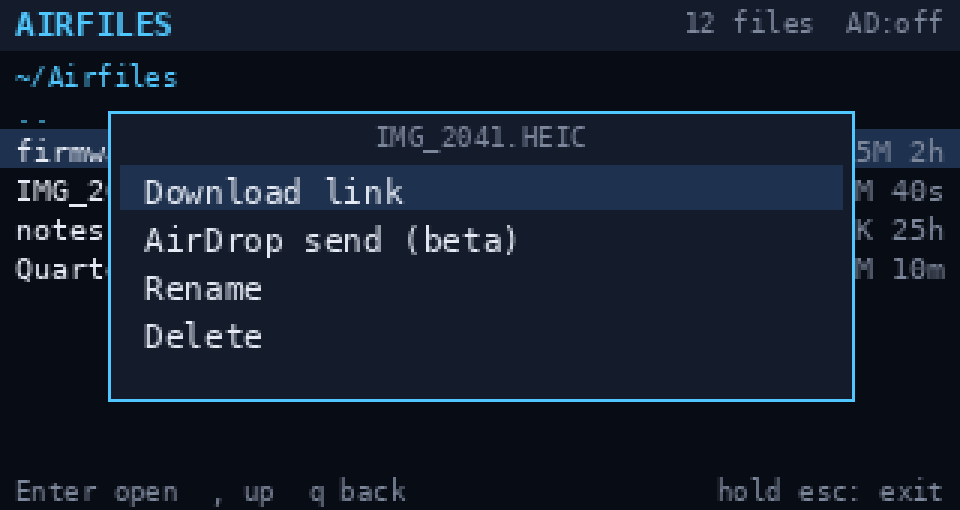 AIRFILES 12 files AD:off
~/Airfiles
..
IMG_2041.HEIC
firmw 5M 2h
Download link
IMG_2 M 40s
AirDrop send (beta)
notes K 25h
Quart M 10m
Rename
Delete
Enter open , up q back hold esc: exit